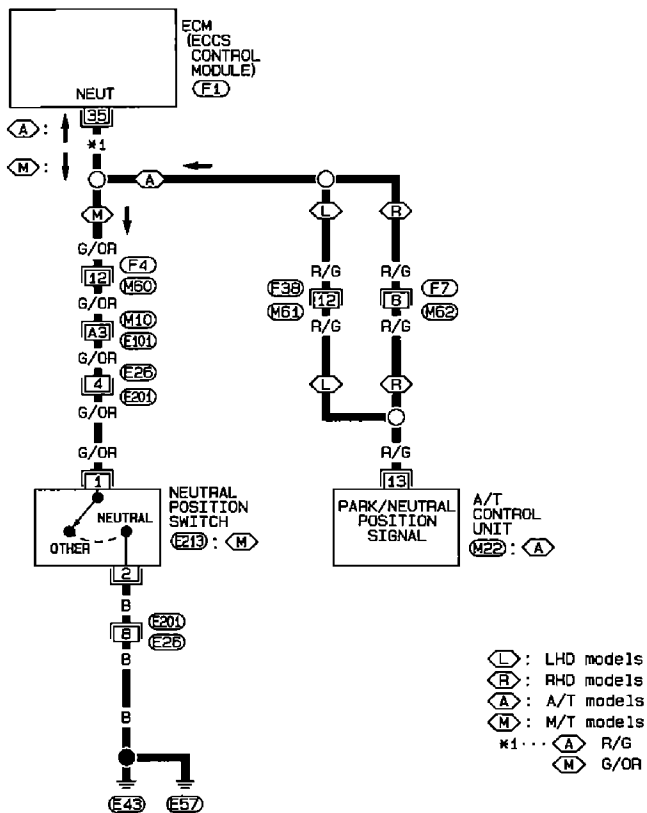 ECM
(ECCS
CONTROL
MODULE)
F1
NEUT
35
A :
M :
*1
A
M
G/OR
12
F4
M60
G/OR
A3
M10
E101
G/OR
4
E26
E201
G/OR
G/OR
1
NEUTRAL
POSITION
SWITCH
E213 : M
NEUTRAL
OTHER
2
B
8
E201
E26
B
B
E43
E57
L
R
R/G
R/G
F38
M61
12
6
F7
M62
R/G
R/G
L
R
R/G
13
PARK/NEUTRAL
POSITION
SIGNAL
A/T
CONTROL
UNIT
M22 : A
L : LHD models
R : RHD models
A : A/T models
M : M/T models
*1··· A R/G
M G/OR